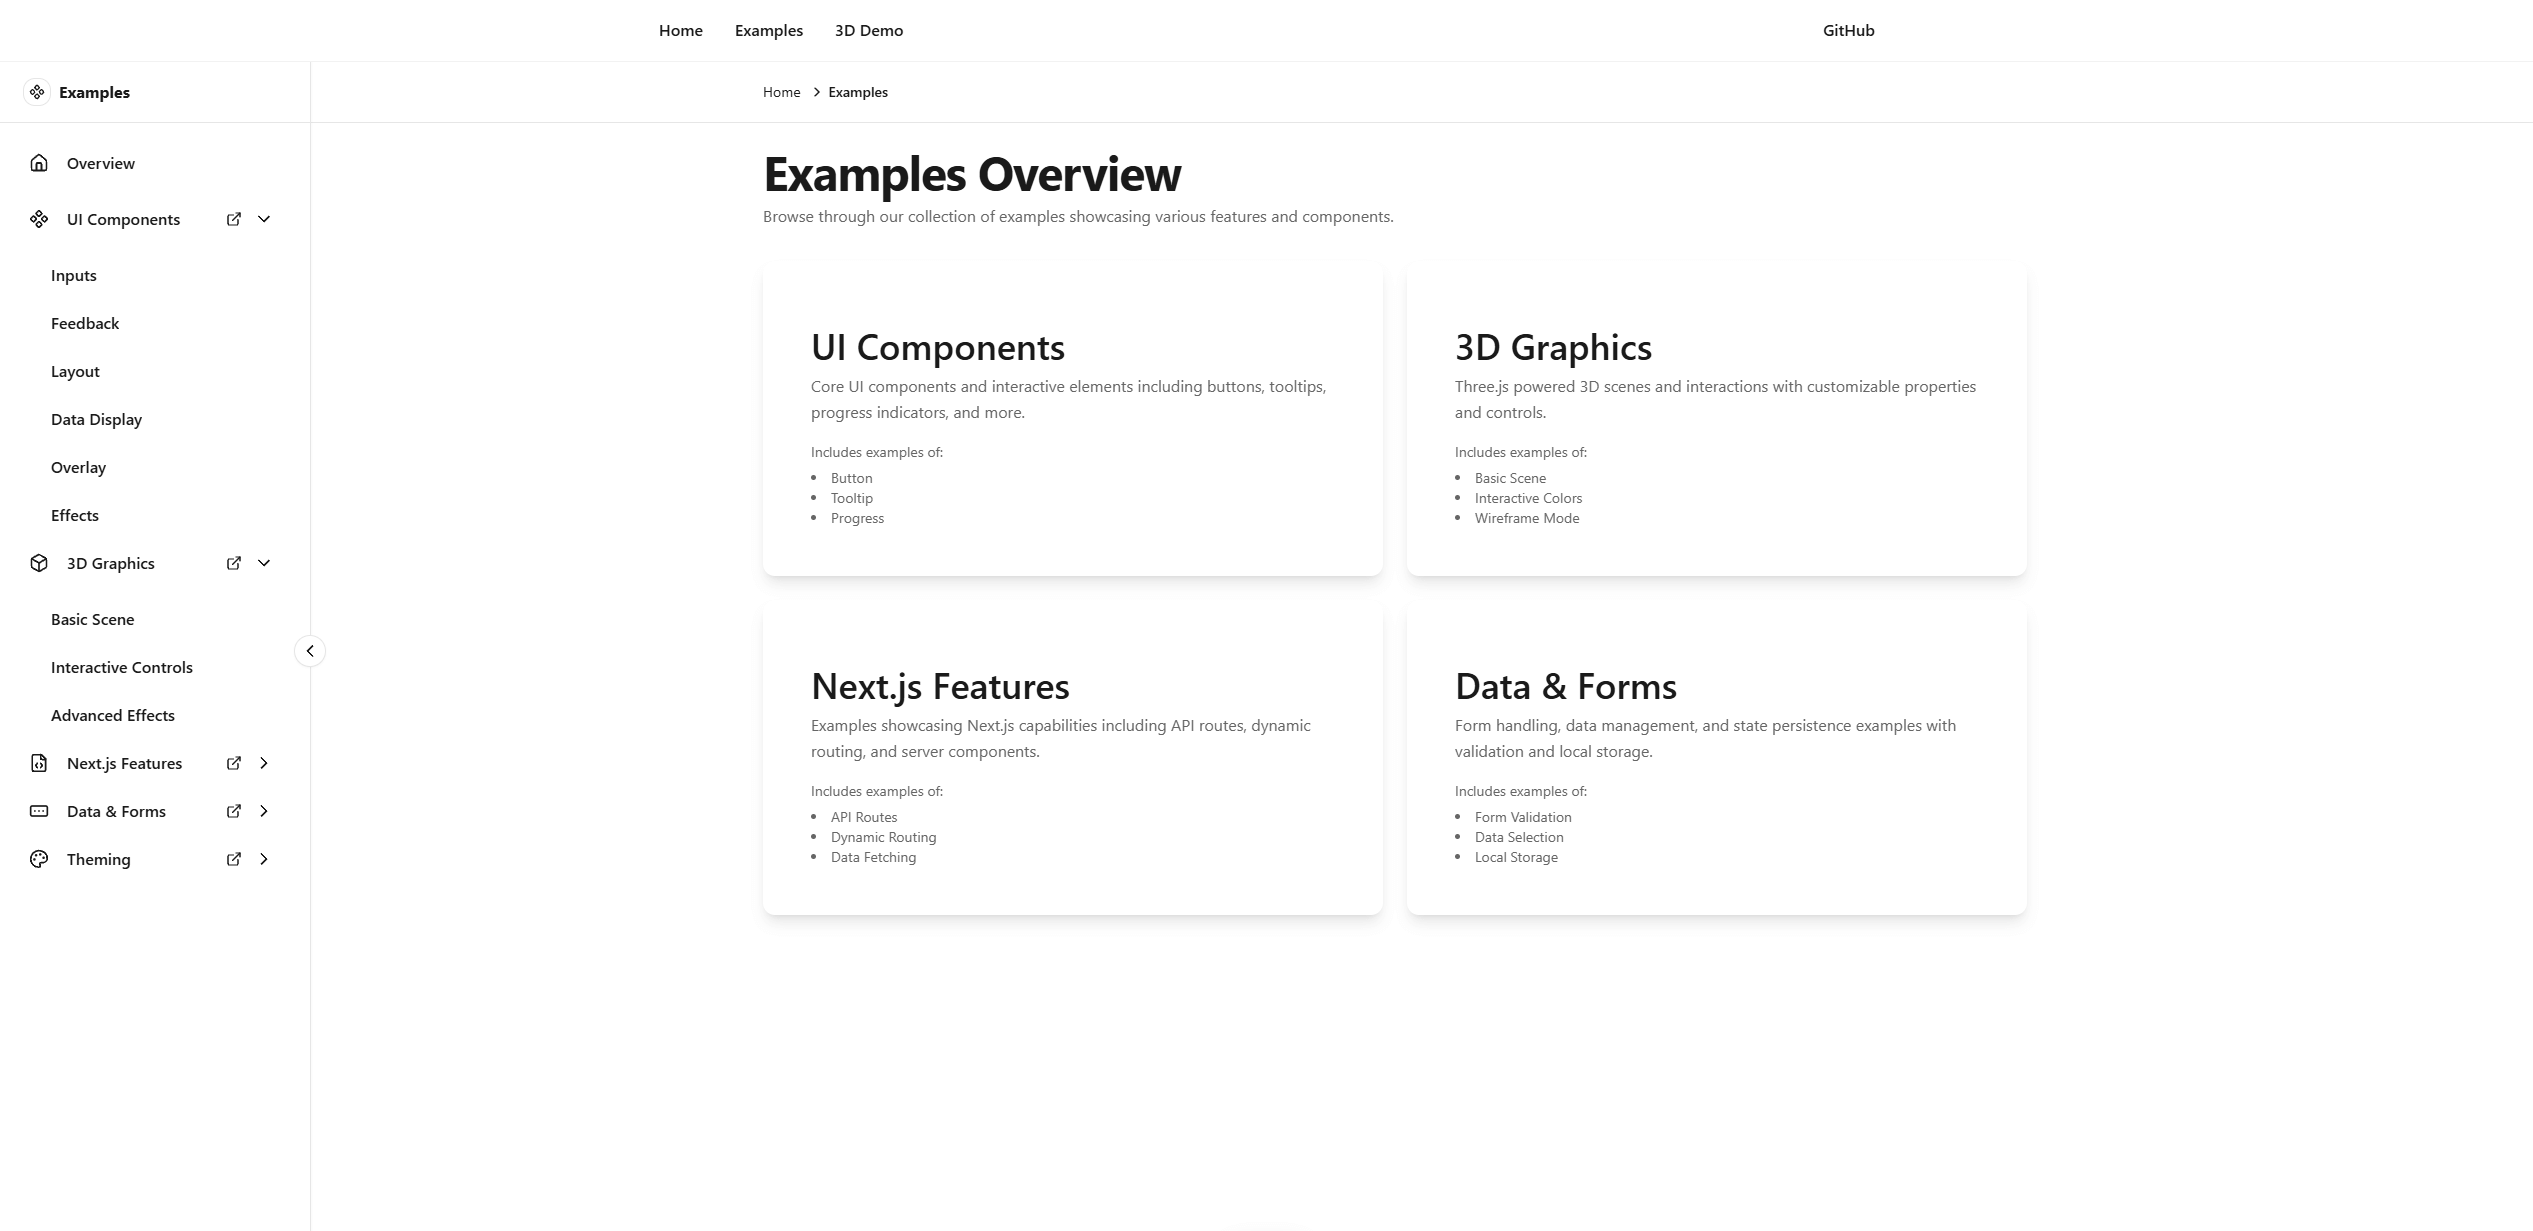 Home
Examples
3D Demo
GitHub
Examples
Home
Examples
Overview
UI Components
Inputs
Feedback
Layout
Data Display
Overlay
Effects
3D Graphics
Basic Scene
Interactive Controls
Advanced Effects
Next.js Features
Data & Forms
Theming
Examples Overview
Browse through our collection of examples showcasing various features and components.
UI Components
Core UI components and interactive elements including buttons, tooltips,
progress indicators, and more.
Includes examples of:
Button
Tooltip
Progress
3D Graphics
Three.js powered 3D scenes and interactions with customizable properties
and controls.
Includes examples of:
Basic Scene
Interactive Colors
Wireframe Mode
Next.js Features
Examples showcasing Next.js capabilities including API routes, dynamic
routing, and server components.
Includes examples of:
API Routes
Dynamic Routing
Data Fetching
Data & Forms
Form handling, data management, and state persistence examples with
validation and local storage.
Includes examples of:
Form Validation
Data Selection
Local Storage